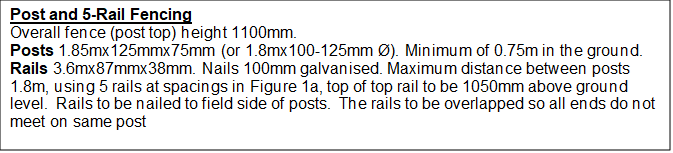 Post and 5-Rail Fencing
Overall fence (post top) height 1100mm.
Posts 1.85mx125mmx75mm (or 1.8mx100-125mm Ø). Minimum of 0.75m in the ground.
Rails 3.6mx87mmx38mm. Nails 100mm galvanised. Maximum distance between posts
1.8m, using 5 rails at spacings in Figure 1a, top of top rail to be 1050mm above ground
level.  Rails to be nailed to field side of posts.  The rails to be overlapped so all ends do not
meet on same post